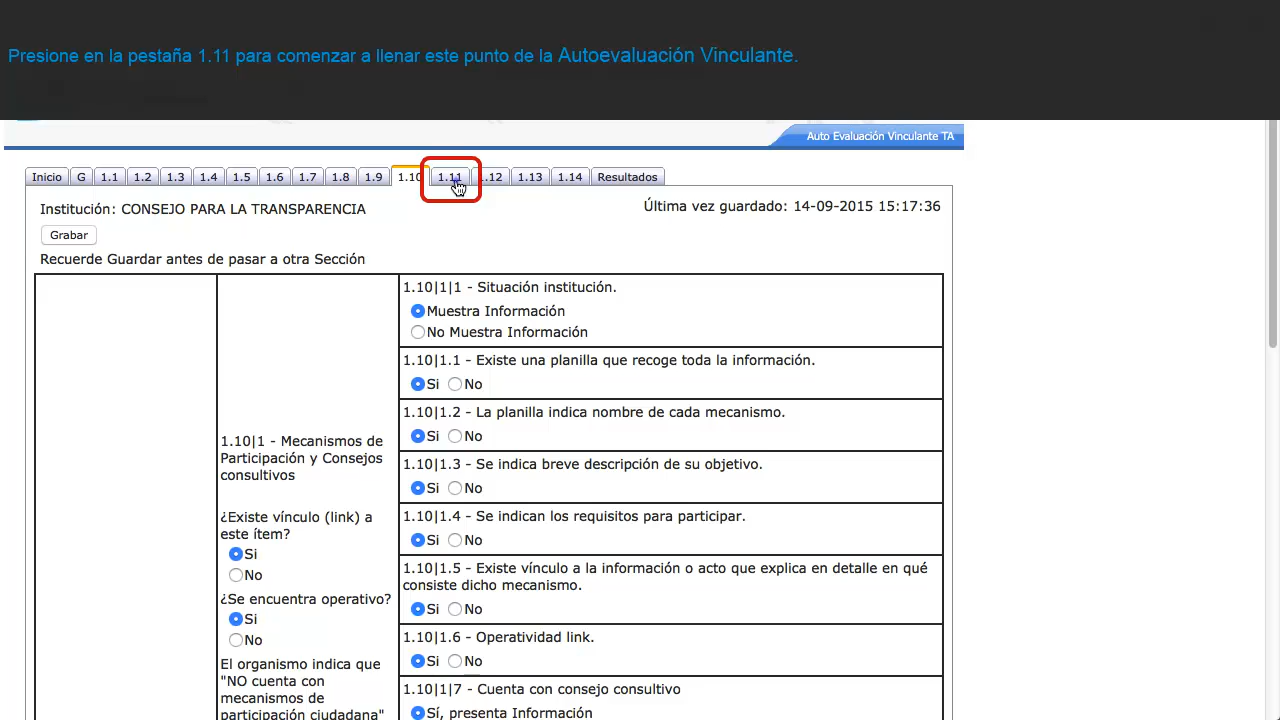 Presione en la pestaña 1.11 para comenzar a llenar este punto de la Autoevaluación Vinculante.
Auto Evaluación Vinculante TA
Inicio G 1.1 1.2 1.3 1.4 1.5 1.6 1.7 1.8 1.9 1.10 1.11 1.12 1.13 1.14 Resultados
Institución: CONSEJO PARA LA TRANSPARENCIA
Última vez guardado: 14-09-2015 15:17:36
Grabar
Recuerde Guardar antes de pasar a otra Sección
1.10|1 - Mecanismos de
Participación y Consejos
consultivos
¿Existe vínculo (link) a
este ítem?
Si
No
¿Se encuentra operativo?
Si
No
El organismo indica que
"NO cuenta con
mecanismos de
participación ciudadana"
1.10|1|1 - Situación institución.
Muestra Información
No Muestra Información
1.10|1.1 - Existe una planilla que recoge toda la información.
Si No
1.10|1.2 - La planilla indica nombre de cada mecanismo.
Si No
1.10|1.3 - Se indica breve descripción de su objetivo.
Si No
1.10|1.4 - Se indican los requisitos para participar.
Si No
1.10|1.5 - Existe vínculo a la información o acto que explica en detalle en qué
consiste dicho mecanismo.
Si No
1.10|1.6 - Operatividad link.
Si No
1.10|1|7 - Cuenta con consejo consultivo
Sí, presenta Información